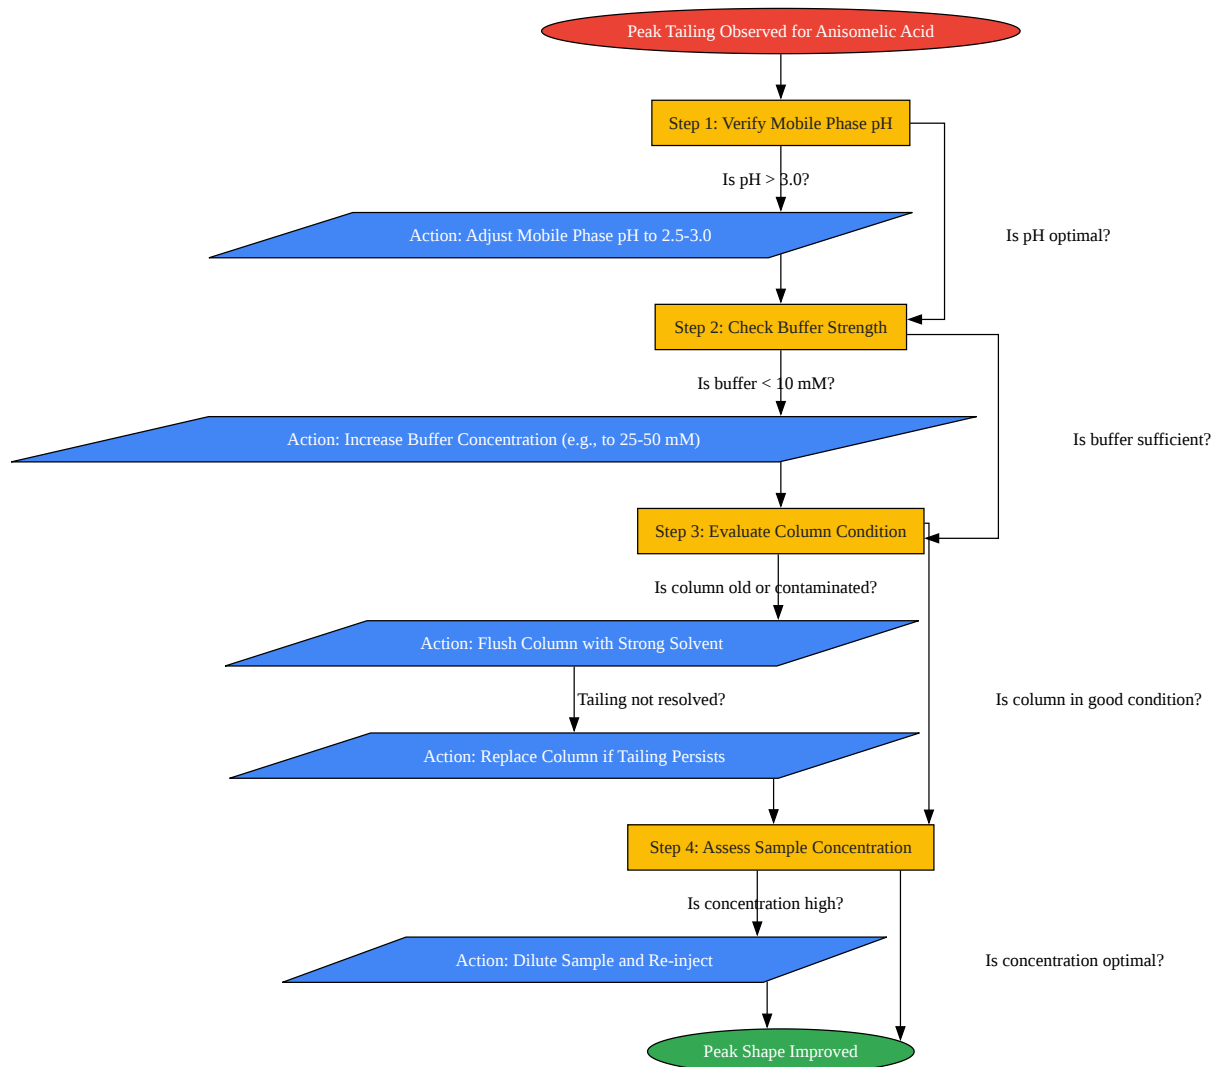 Peak Tailing Observed for Anisomelic Acid
Step 1: Verify Mobile Phase pH
Is pH > 3.0?
Action: Adjust Mobile Phase pH to 2.5-3.0
Is pH optimal?
Step 2: Check Buffer Strength
Is buffer < 10 mM?
Action: Increase Buffer Concentration (e.g., to 25-50 mM)
Is buffer sufficient?
Step 3: Evaluate Column Condition
Is column old or contaminated?
Action: Flush Column with Strong Solvent
Tailing not resolved?
Is column in good condition?
Action: Replace Column if Tailing Persists
Step 4: Assess Sample Concentration
Is concentration high?
Action: Dilute Sample and Re-inject
Is concentration optimal?
Peak Shape Improved